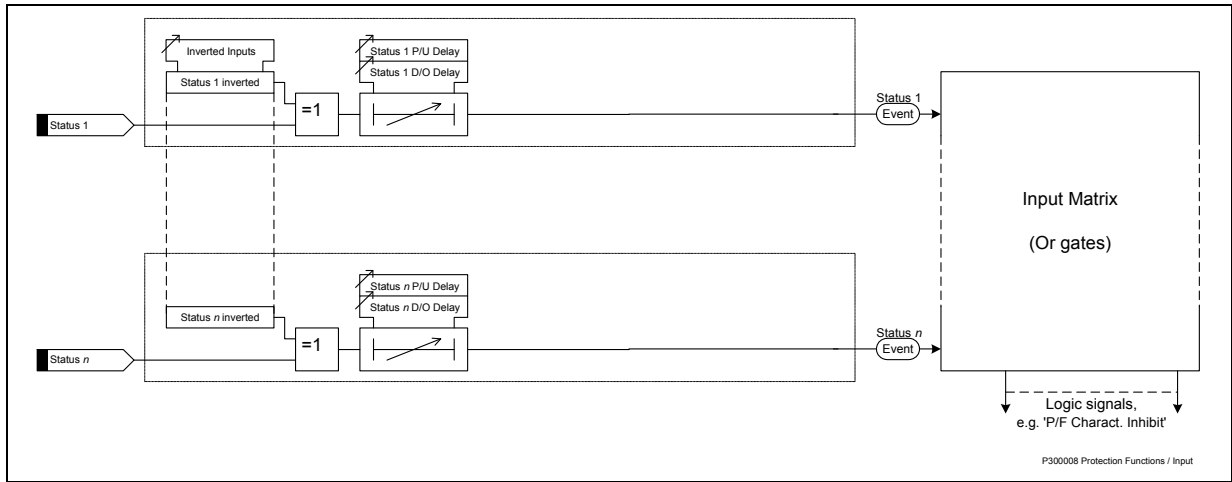 Inverted Inputs
Status 1 inverted
Status 1 P/U Delay
Status 1 D/O Delay
=1
Status 1
Status 1
Event
Input Matrix
(Or gates)
Status n inverted
Status n P/U Delay
Status n D/O Delay
=1
Status n
Status n
Event
Logic signals,
e.g. 'P/F Charact. Inhibit'
P300008 Protection Functions / Input